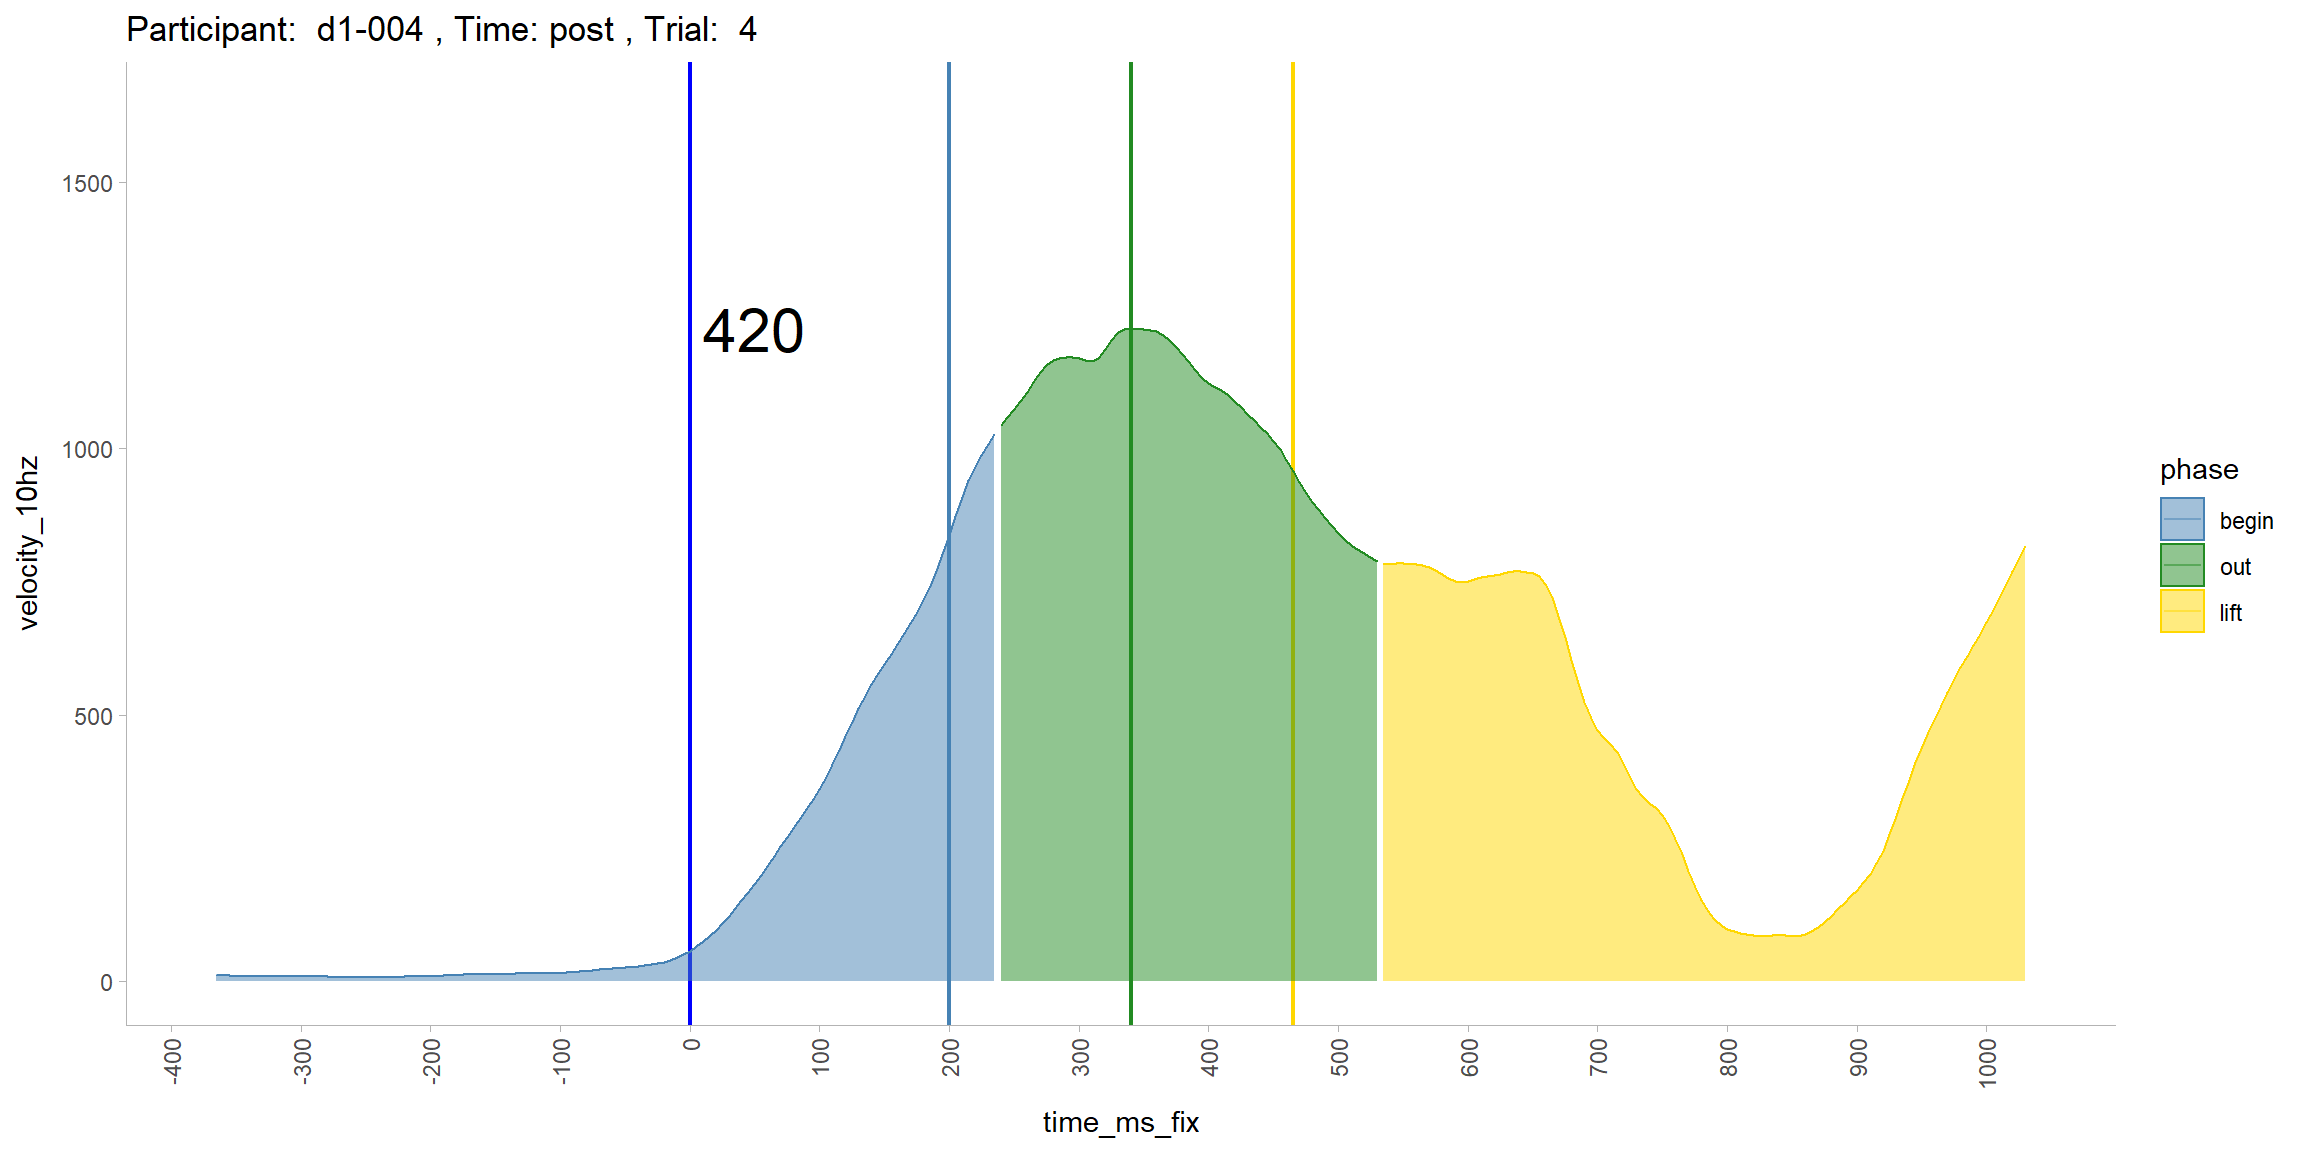 Participant:  d1-004 , Time: post , Trial:  4
1500
1000
500
0
velocity_10hz
420
-400
-300
-200
-100
0
100
200
300
400
500
600
700
800
900
1000
time_ms_fix
phase
begin
out
lift